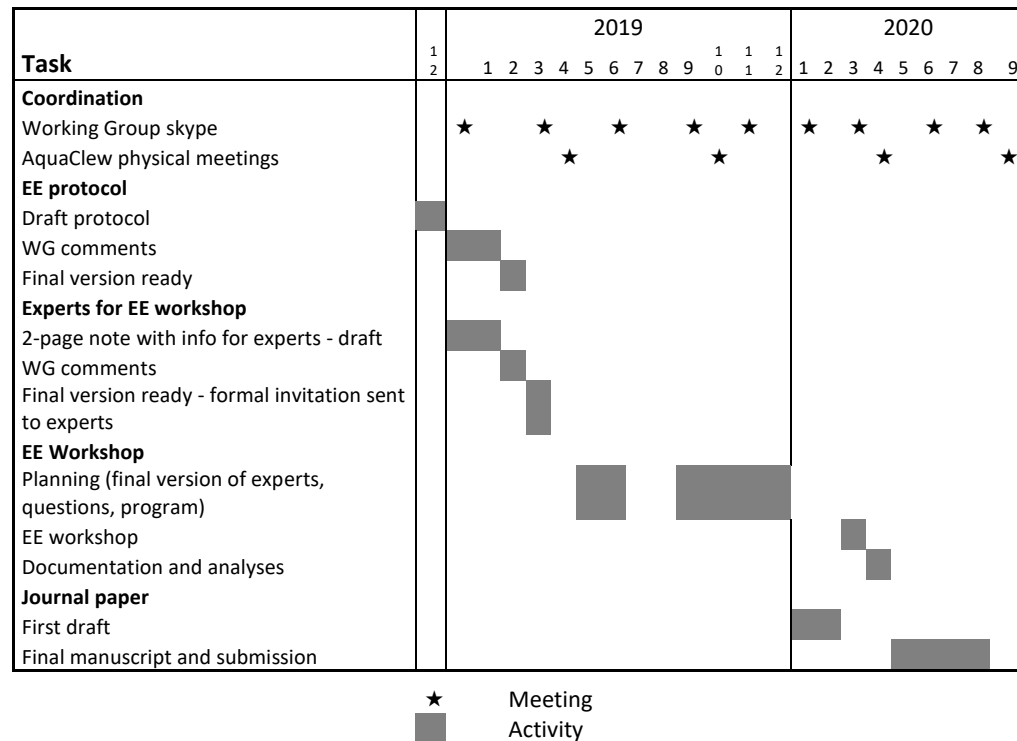 2019 2020
Task 12 1 2 3 4 5 6 7 8 9 10 11 12 1 2 3 4 5 6 7 8 9
Coordination
Working Group skype ★ ★ ★ ★ ★ ★ ★ ★ ★
AquaClew physical meetings ★ ★ ★ ★
EE protocol
Draft protocol
WG comments
Final version ready
Experts for EE workshop
2-page note with info for experts - draft
WG comments
Final version ready - formal invitation sent
to experts
EE Workshop
Planning (final version of experts,
questions, program)
EE workshop
Documentation and analyses
Journal paper
First draft
Final manuscript and submission
★ Meeting
Activity